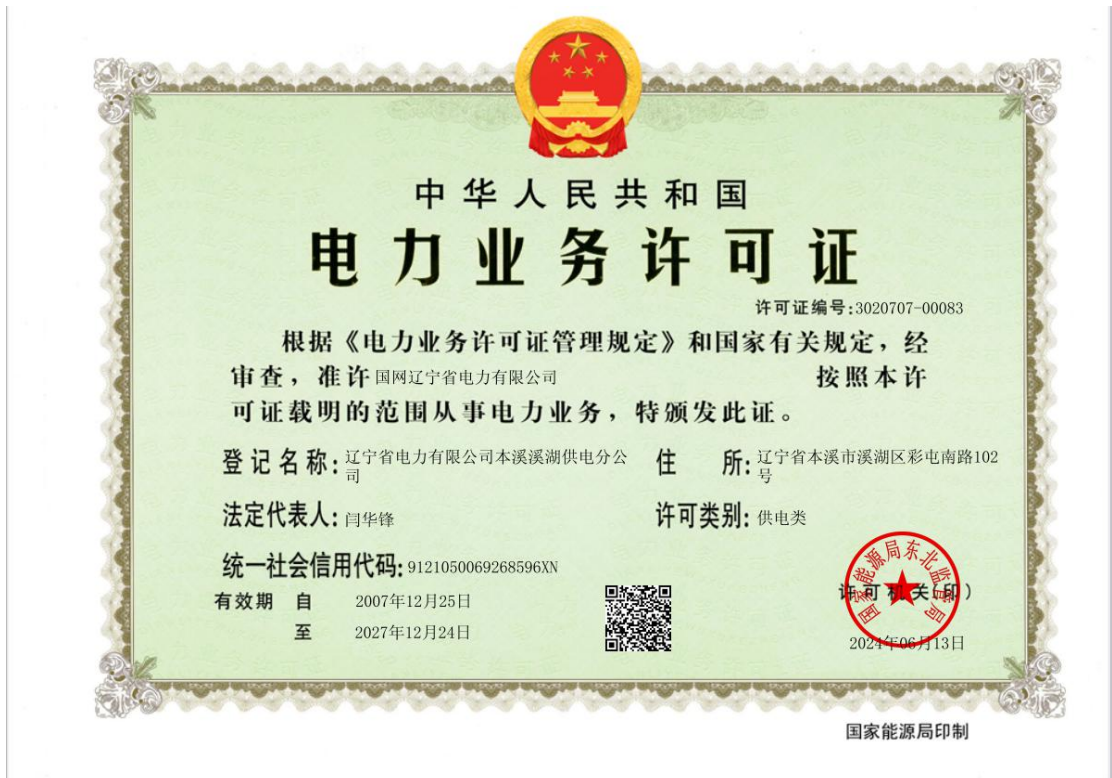 中华人民共和国
电力业务许可证
许可证编号:3020707-00083
根据《电力业务许可证管理规定》和国家有关规定，经
审查，准许 国网辽宁省电力有限公司 按照本许
可证载明的范围从事电力业务，特颁发此证。
登记名称: 辽宁省电力有限公司本溪溪湖供电分公
司
住 所: 辽宁省本溪市溪湖区彩屯南路102
号
法定代表人: 闫华锋
许可类别: 供电类
统一社会信用代码: 9121050069268596XN
有效期 自 2007年12月25日
至 2027年12月24日
国家能源局东北监管局
许可机关(印)
2024年06月13日
国家能源局印制